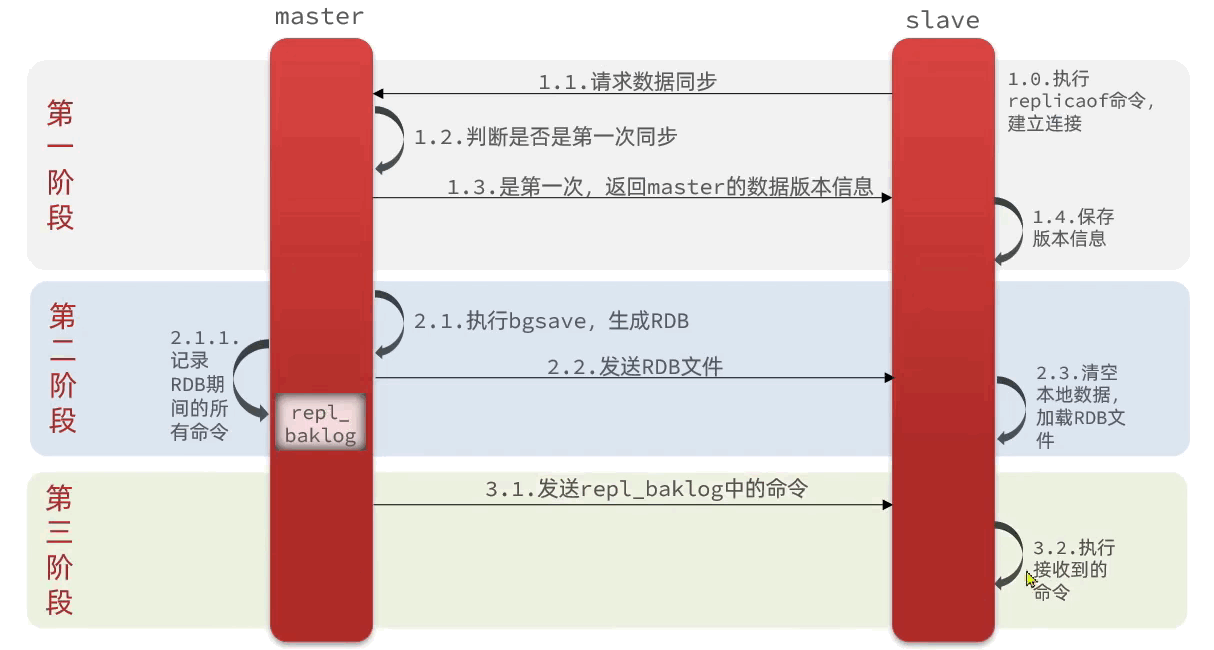 master
slave
第
一
阶
段
1.0.执行
replicaof命令，
建立连接
1.1.请求数据同步
1.2.判断是否是第一次同步
1.3.是第一次，返回master的数据版本信息
1.4.保存
版本信息
第
二
阶
段
2.1.执行bgsave，生成RDB
2.1.1.
记录
RDB期
间的所
有命令
repl_
baklog
2.2.发送RDB文件
2.3.清空
本地数据，
加载RDB文
件
第
三
阶
段
3.1.发送repl_baklog中的命令
3.2.执行
接收到的
命令